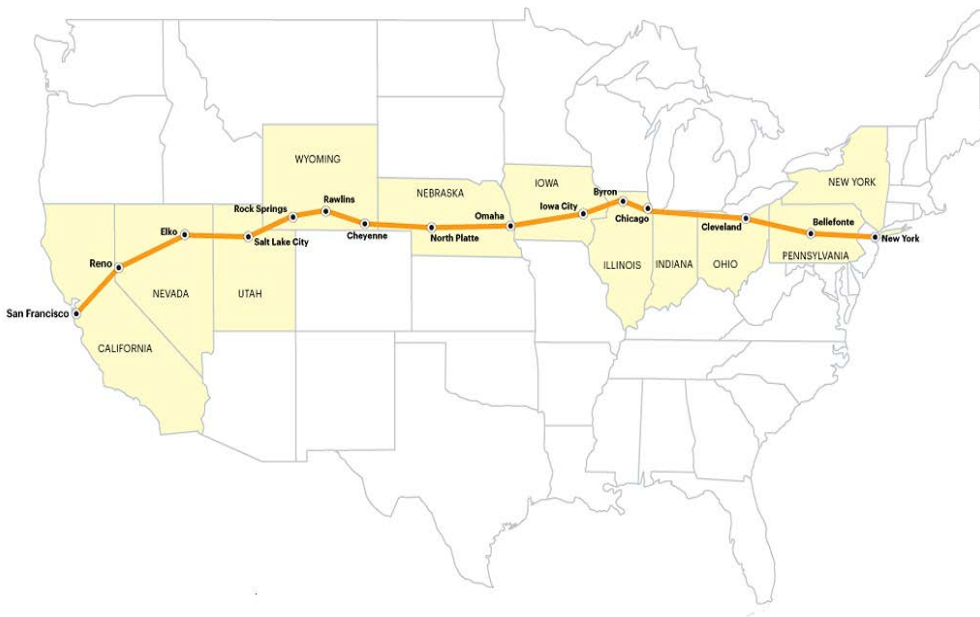 WYOMING
NEBRASKA
IOWA
NEW YORK
Byron
Rawlins
Rock Springs
Omaha
Iowa City
Chicago
Cleveland
Bellefonte
Elko
Salt Lake City
Cheyenne
North Platte
New York
PENNSYLVANIA
Reno
NEVADA
UTAH
ILLINOIS
INDIANA
OHIO
San Francisco
CALIFORNIA